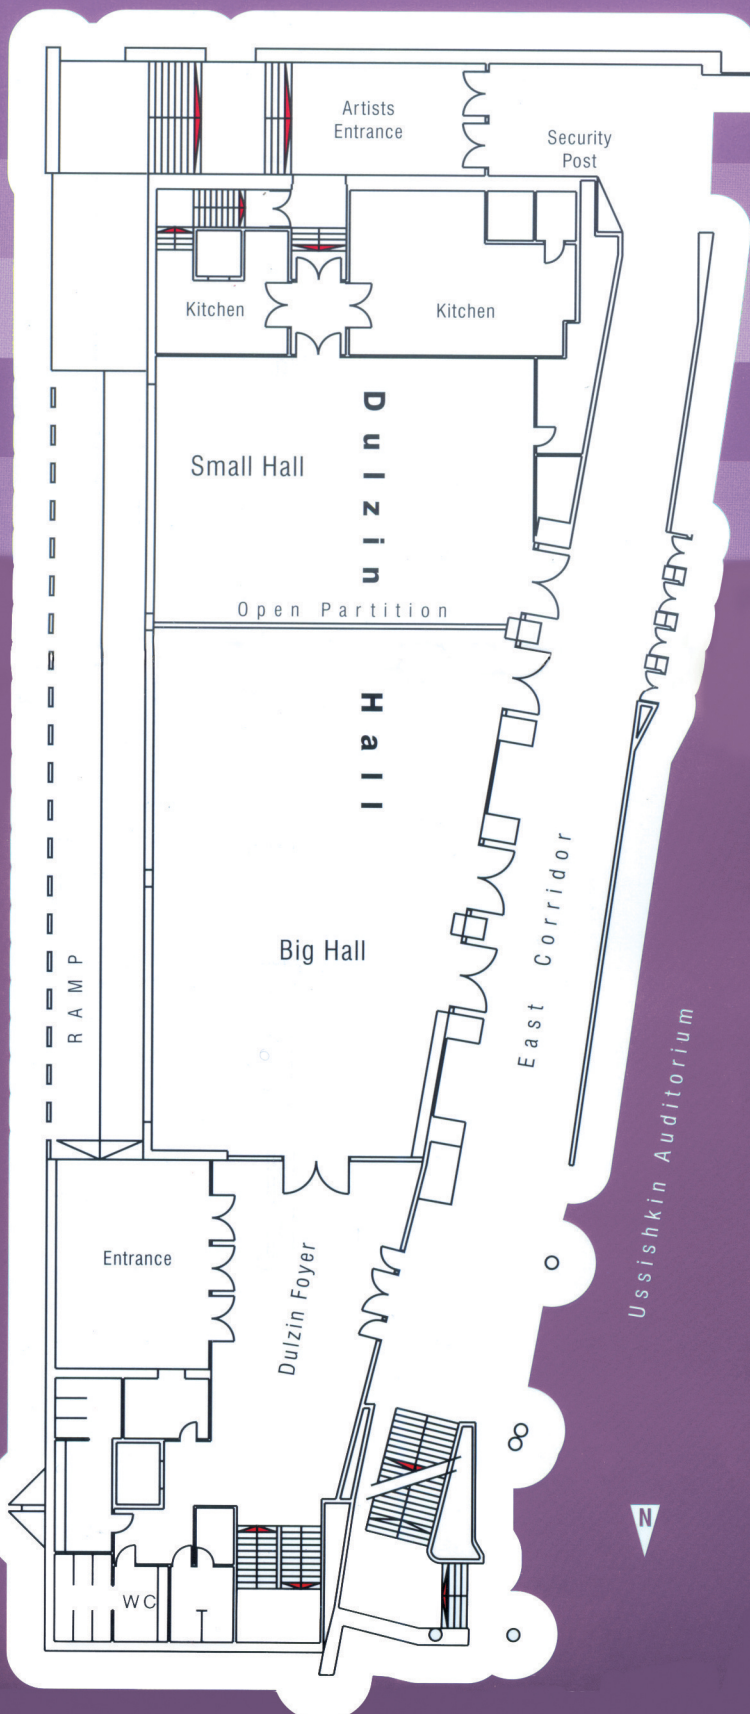 Artists
Entrance
Security
Post
Kitchen
Kitchen
Dulzin
Small Hall
Open Partition
Hall
Big Hall
East Corridor
RAMP
Ussishkin Auditorium
Entrance
Dulzin Foyer
N
WC